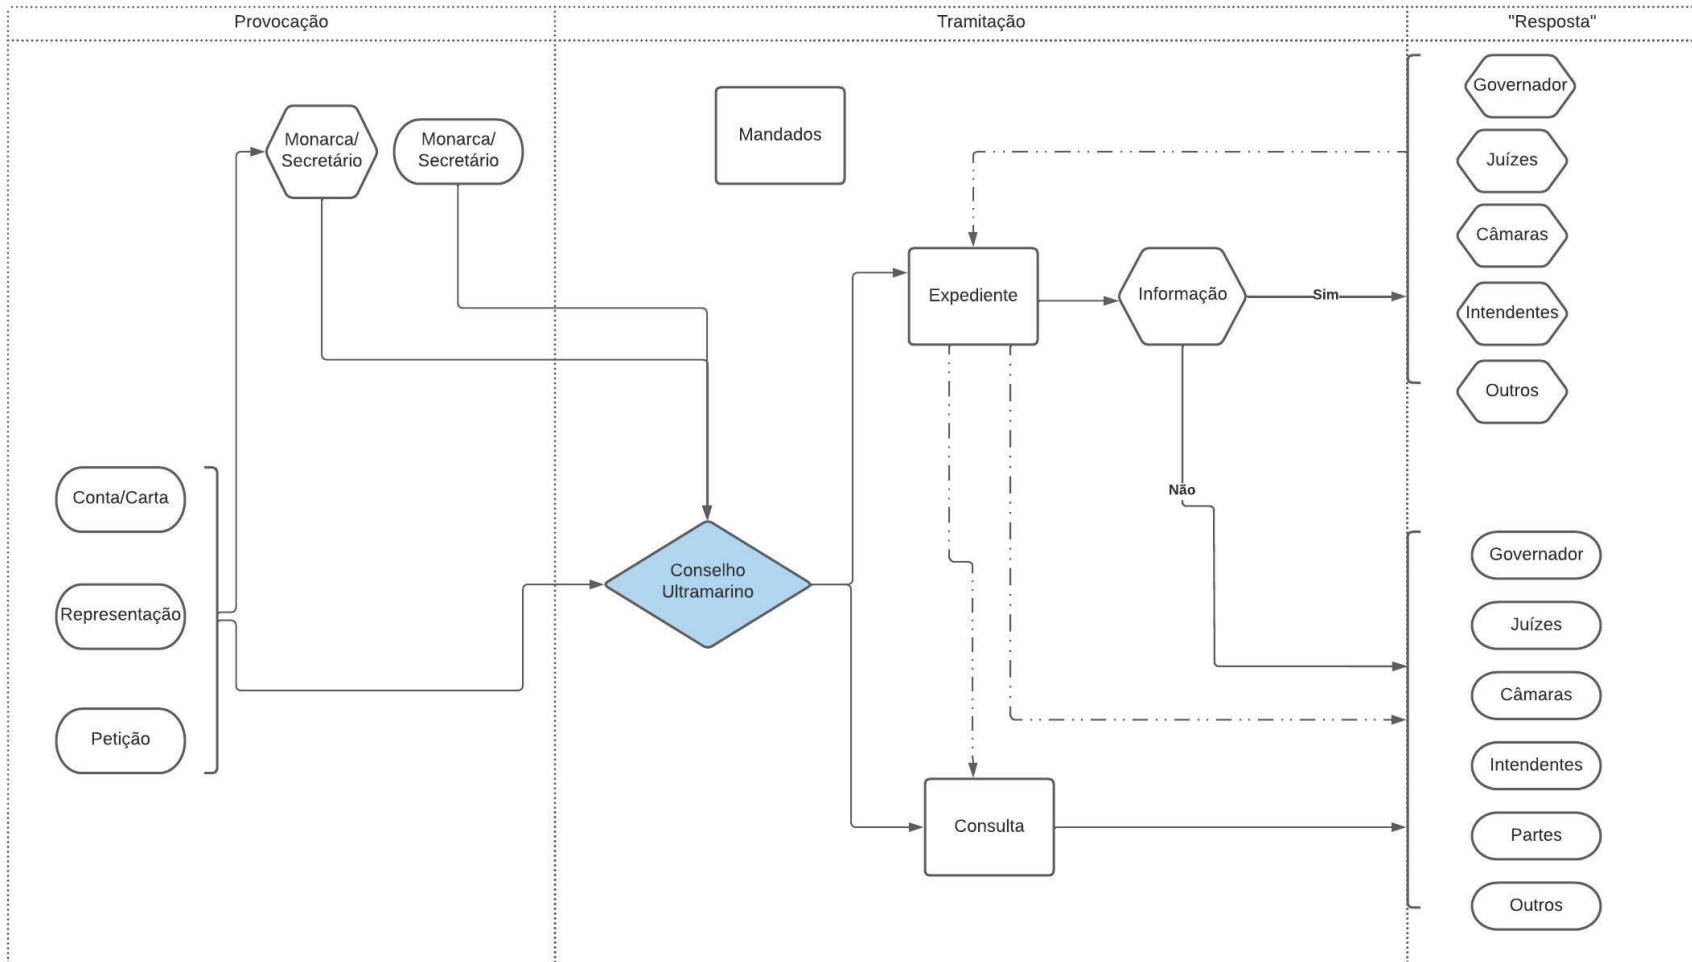 Provocação
Tramitação
"Resposta"
Monarca/
Secretário
Monarca/
Secretário
Conta/Carta
Representação
Petição
Mandados
Conselho
Ultramarino
Expediente
Informação
Sim
Não
Consulta
Governador
Juízes
Câmaras
Intendentes
Outros
Governador
Juízes
Câmaras
Intendentes
Partes
Outros